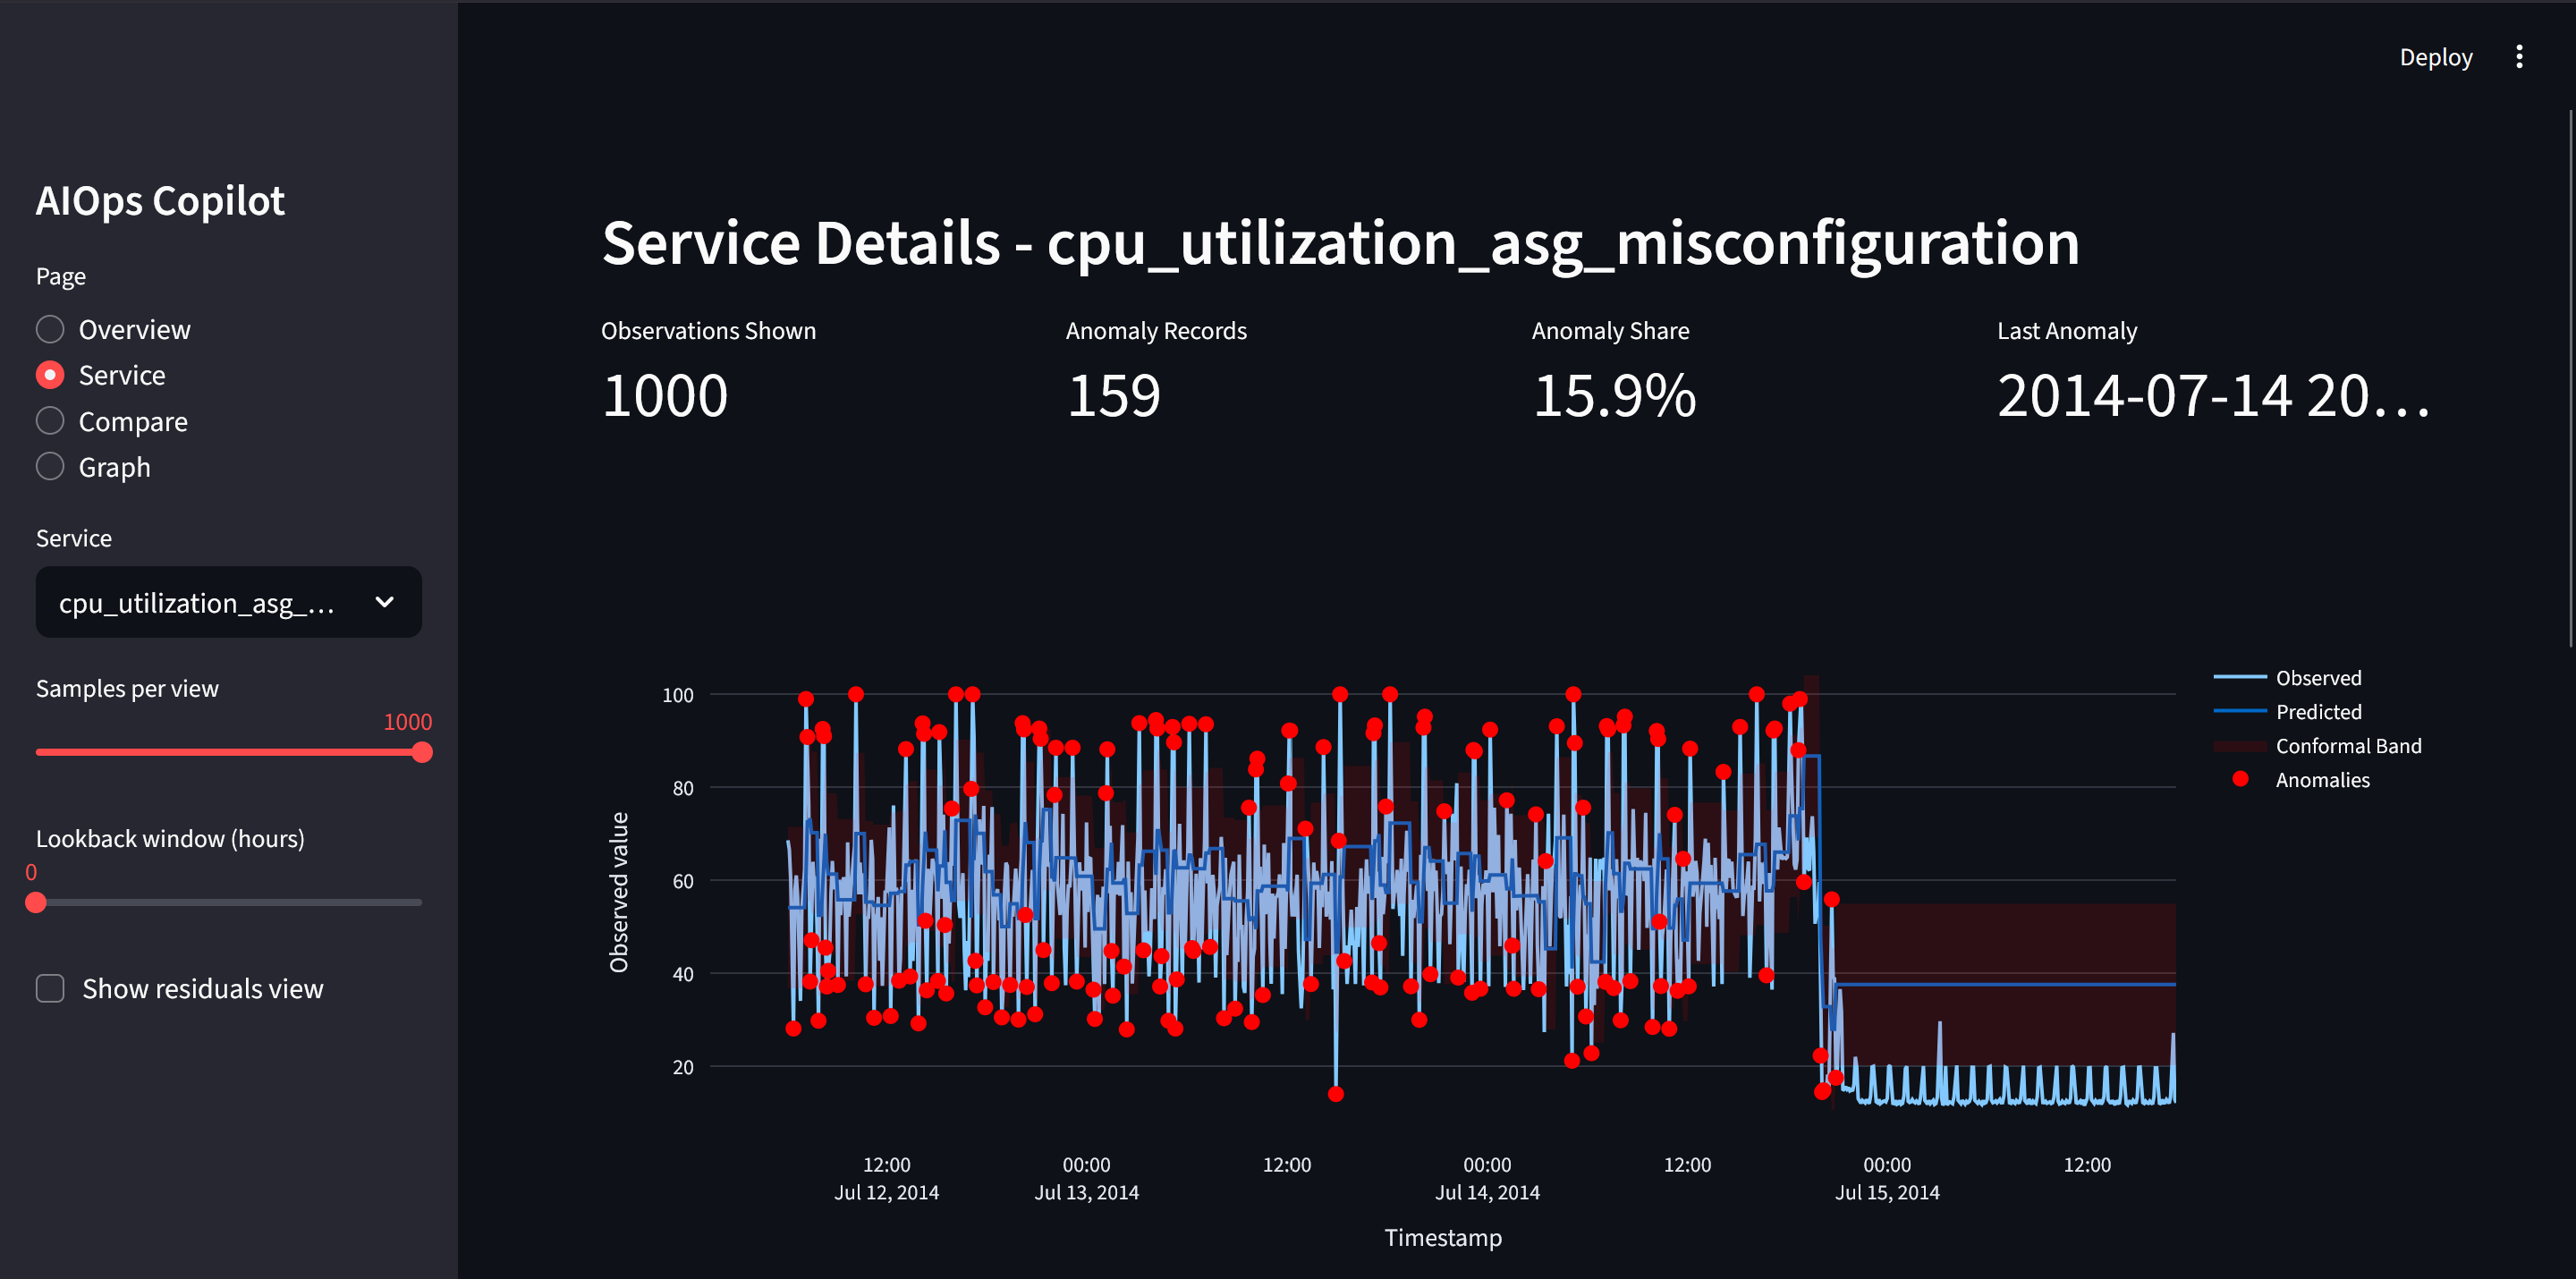 Deploy
AIOps Copilot
Page
Overview
Service
Compare
Graph
Service
cpu_utilization_asg_...
Samples per view
1000
Lookback window (hours)
0
Show residuals view
Service Details - cpu_utilization_asg_misconfiguration
Observations Shown
1000
Anomaly Records
159
Anomaly Share
15.9%
Last Anomaly
2014-07-14 20...
Observed value
100
80
60
40
20
12:00
Jul 12, 2014
00:00
Jul 13, 2014
12:00
00:00
Jul 14, 2014
12:00
00:00
Jul 15, 2014
12:00
Timestamp
Observed
Predicted
Conformal Band
Anomalies